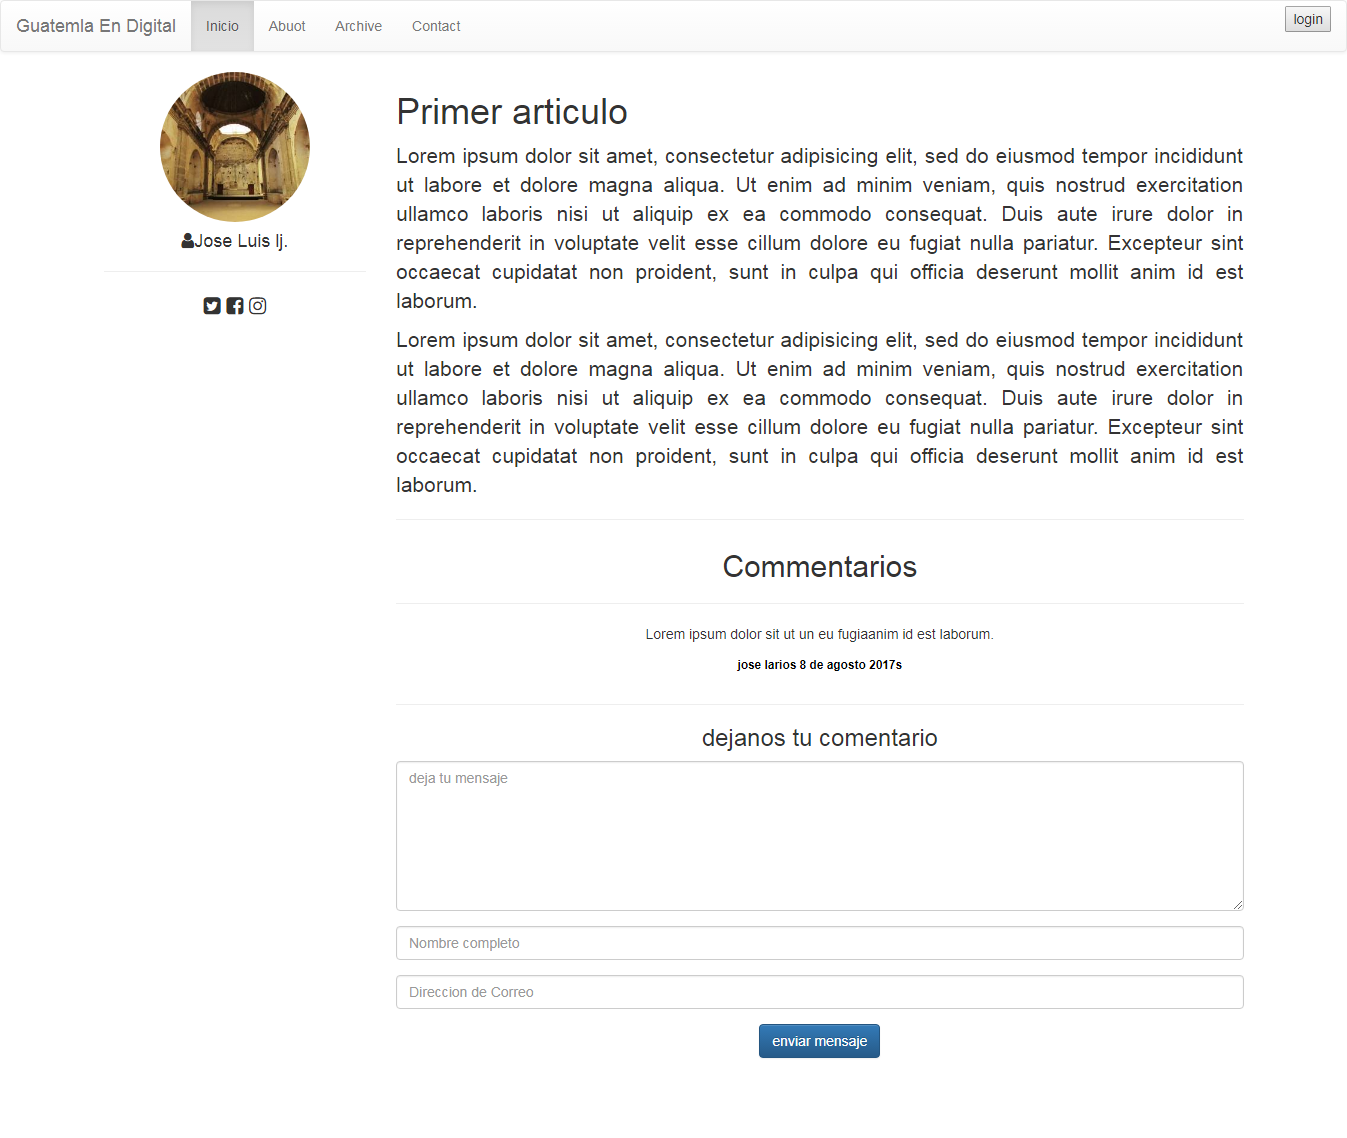 Guatemla En Digital Inicio Abuot Archive Contact login
Jose Luis lj.
Primer articulo
Lorem ipsum dolor sit amet, consectetur adipisicing elit, sed do eiusmod tempor incididunt
ut labore et dolore magna aliqua. Ut enim ad minim veniam, quis nostrud exercitation
ullamco laboris nisi ut aliquip ex ea commodo consequat. Duis aute irure dolor in
reprehenderit in voluptate velit esse cillum dolore eu fugiat nulla pariatur. Excepteur sint
occaecat cupidatat non proident, sunt in culpa qui officia deserunt mollit anim id est
laborum.
Lorem ipsum dolor sit amet, consectetur adipisicing elit, sed do eiusmod tempor incididunt
ut labore et dolore magna aliqua. Ut enim ad minim veniam, quis nostrud exercitation
ullamco laboris nisi ut aliquip ex ea commodo consequat. Duis aute irure dolor in
reprehenderit in voluptate velit esse cillum dolore eu fugiat nulla pariatur. Excepteur sint
occaecat cupidatat non proident, sunt in culpa qui officia deserunt mollit anim id est
laborum.
Commentarios
Lorem ipsum dolor sit ut un eu fugiaanim id est laborum.
jose larios 8 de agosto 2017s
dejanos tu comentario
deja tu mensaje
Nombre completo
Direccion de Correo
enviar mensaje